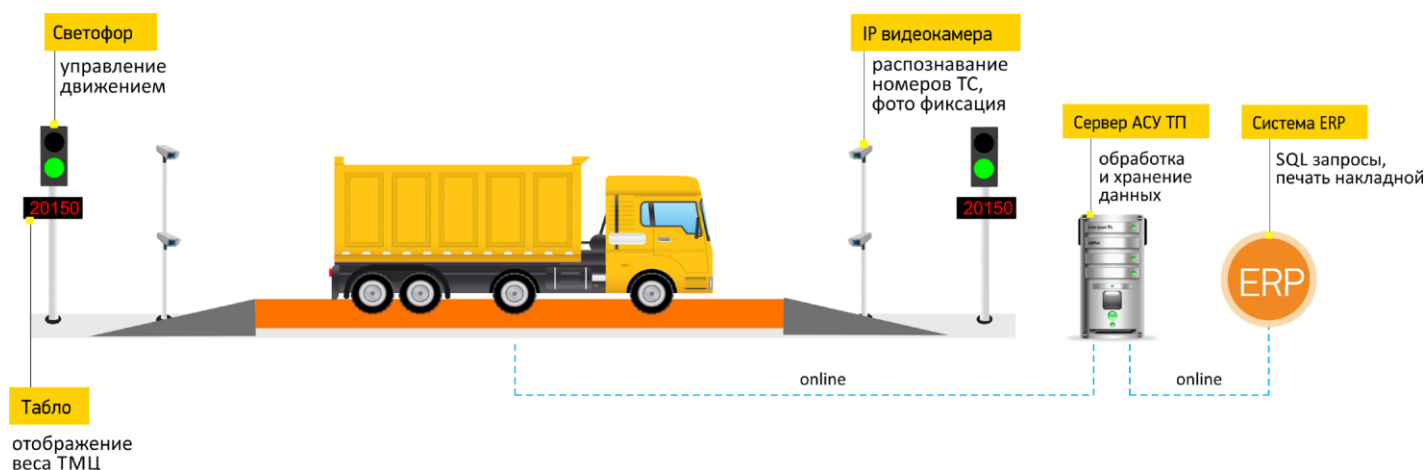 Светофор
управление
движением
20150
Табло
отображение
веса ТМЦ
IP видеокамера
распознавание
номеров ТС,
фото фиксация
20150
Сервер АСУ ТП
обработка
и хранение
данных
Система ERP
SQL запросы,
печать накладной
ERP
online
online